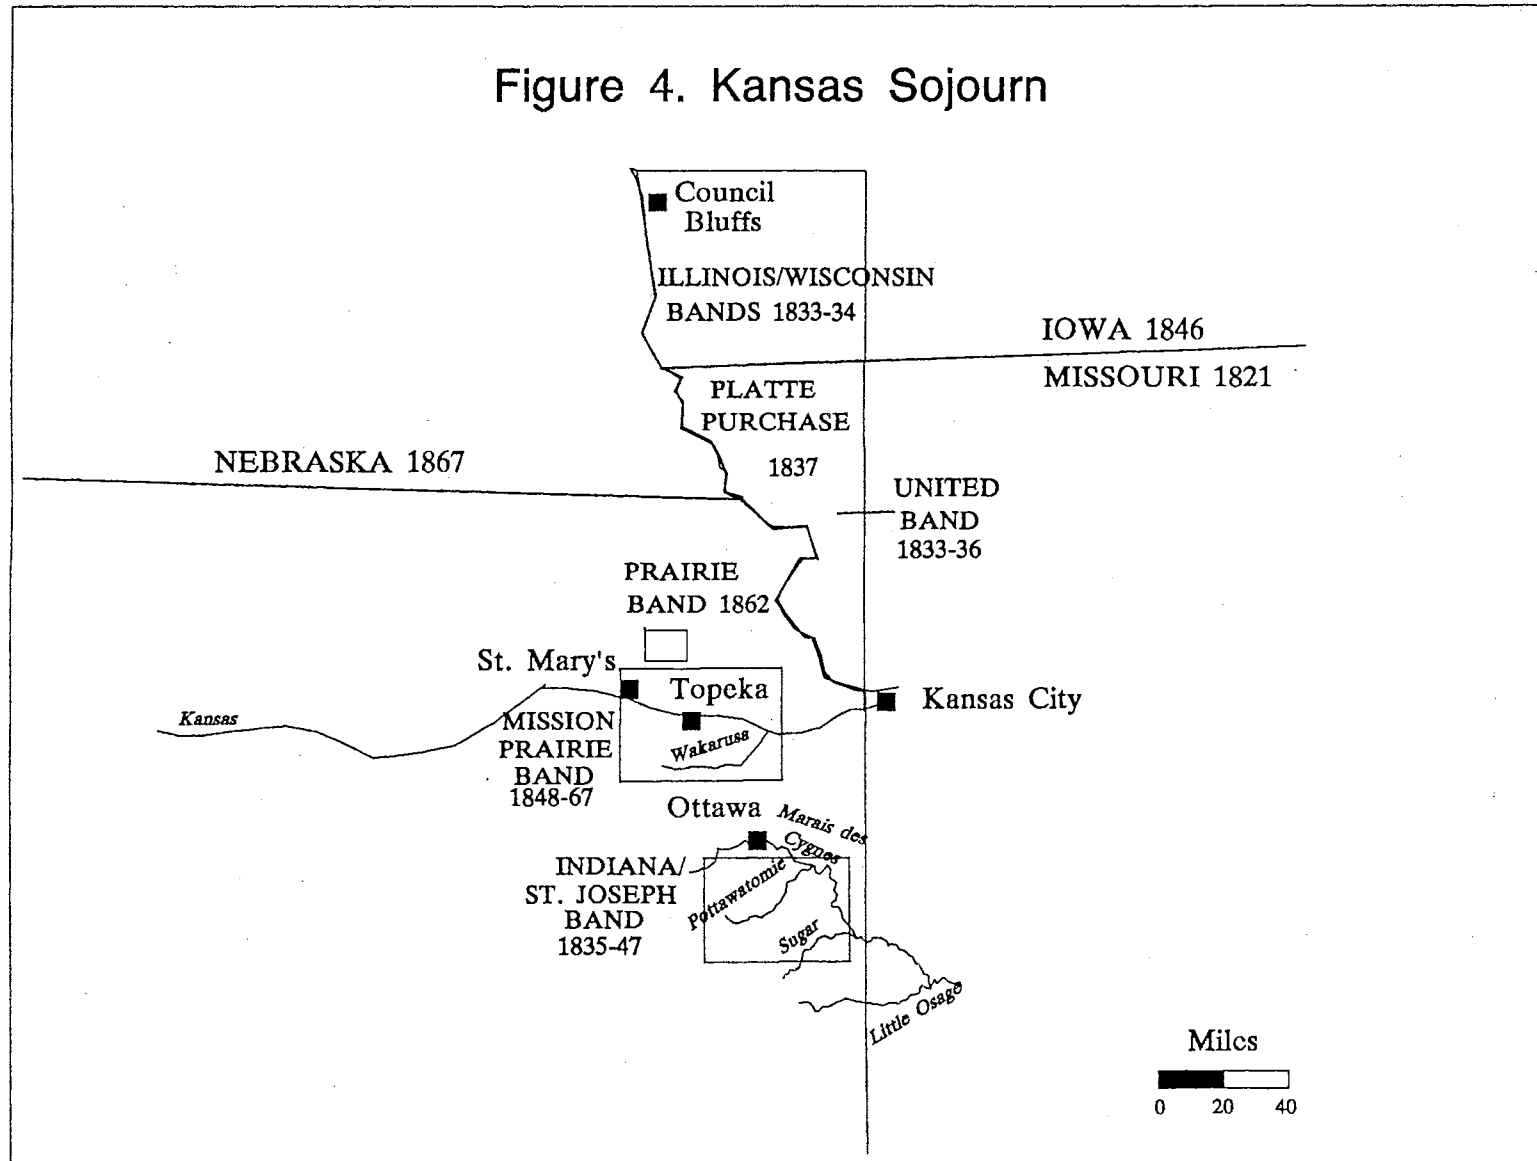 Figure 4. Kansas Sojourn
Council
Bluffs
ILLINOIS/WISCONSIN
BANDS 1833-34
IOWA 1846
MISSOURI 1821
PLATTE
PURCHASE
1837
NEBRASKA 1867
UNITED
BAND
1833-36
PRAIRIE
BAND 1862
St. Mary's
Topeka
Kansas City
Kansas
MISSION
PRAIRIE
BAND
1848-67
Wakarusa
Ottawa
Marais des
Cygnes
INDIANA/
ST. JOSEPH
BAND
1835-47
Pottawatomie
Sugar
Little Osage
Miles
0 20 40